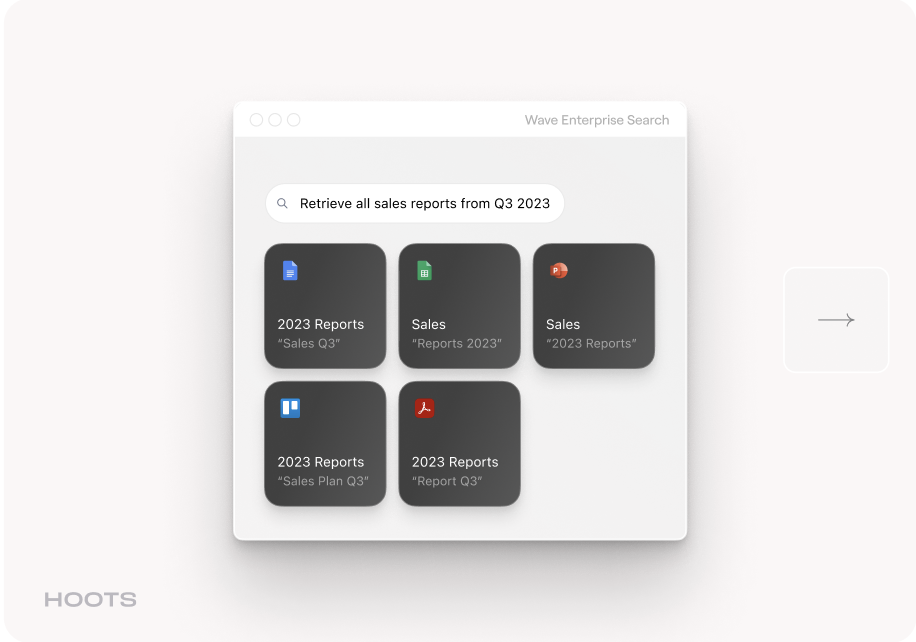 Wave Enterprise Search
Retrieve all sales reports from Q3 2023
2023 Reports
“Sales Q3”
Sales
“Reports 2023”
P
Sales
“2023 Reports”
2023 Reports
“Sales Plan Q3”
2023 Reports
“Report Q3”
HOOTS